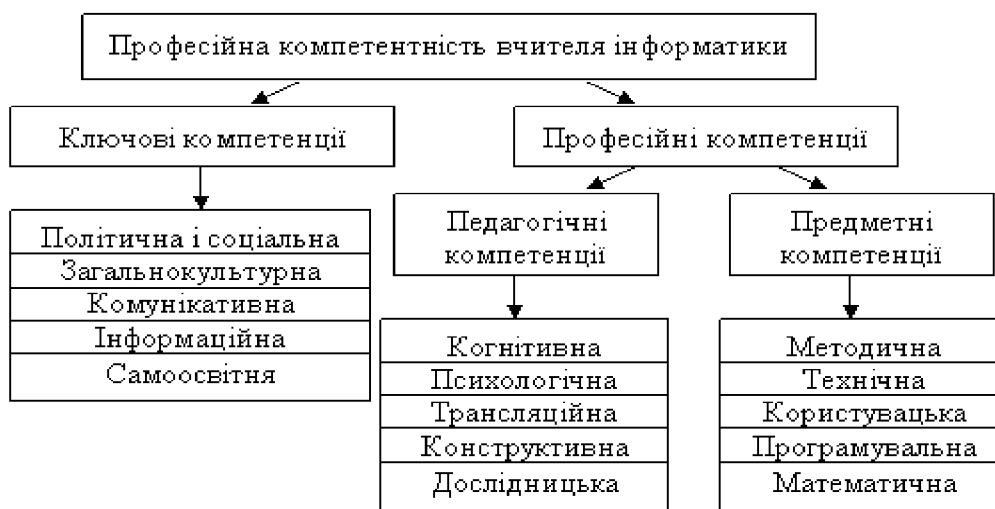 Професійна компетентність вчителя інформатики
Ключові компетенції
Професійні компетенції
Політична і соціальна
Загальнокультурна
Комунікативна
Інформаційна
Самоосвітня
Педагогічні
компетенції
Предметні
компетенції
Когнітивна
Психологічна
Трансляційна
Конструктивна
Дослідницька
Методична
Технічна
Користувацька
Програмувальна
Математична